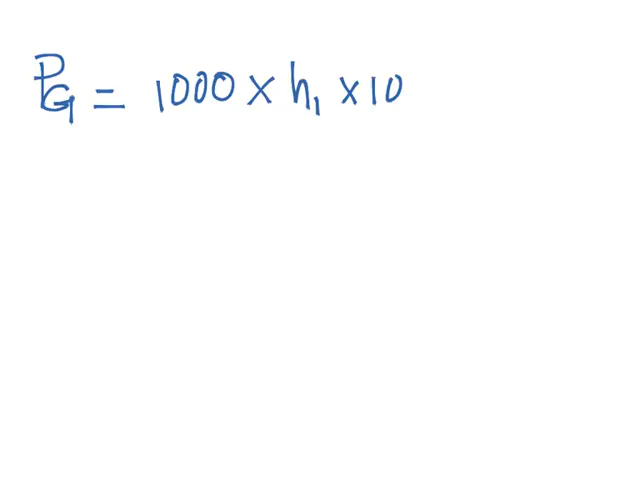 P_G = 1000 × h₁ × 10